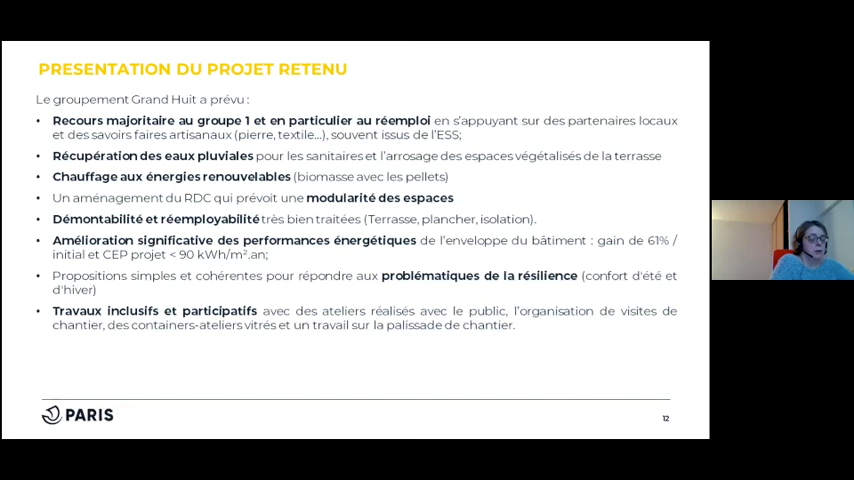 PRESENTATION DU PROJET RETENU
Le groupement Grand Huit a prévu :
• Recours majoritaire au groupe 1 et en particulier au réemploi en s'appuyant sur des partenaires locaux
et des savoirs faires artisanaux (pierre, textile...), souvent issus de l'ESS;
• Récupération des eaux pluviales pour les sanitaires et l'arrosage des espaces végétalisés de la terrasse
• Chauffage aux énergies renouvelables (biomasse avec les pellets)
• Un aménagement du RDC qui prévoit une modularité des espaces
• Démontabilité et réemployabilité très bien traitées (Terrasse, plancher, isolation).
• Amélioration significative des performances énergétiques de l'enveloppe du bâtiment : gain de 61% /
initial et CEP projet < 90 kWh/m².an;
• Propositions simples et cohérentes pour répondre aux problématiques de la résilience (confort d'été et
d'hiver)
• Travaux inclusifs et participatifs avec des ateliers réalisés avec le public, l'organisation de visites de
chantier, des containers-ateliers vitrés et un travail sur la palissade de chantier.
PARIS
12